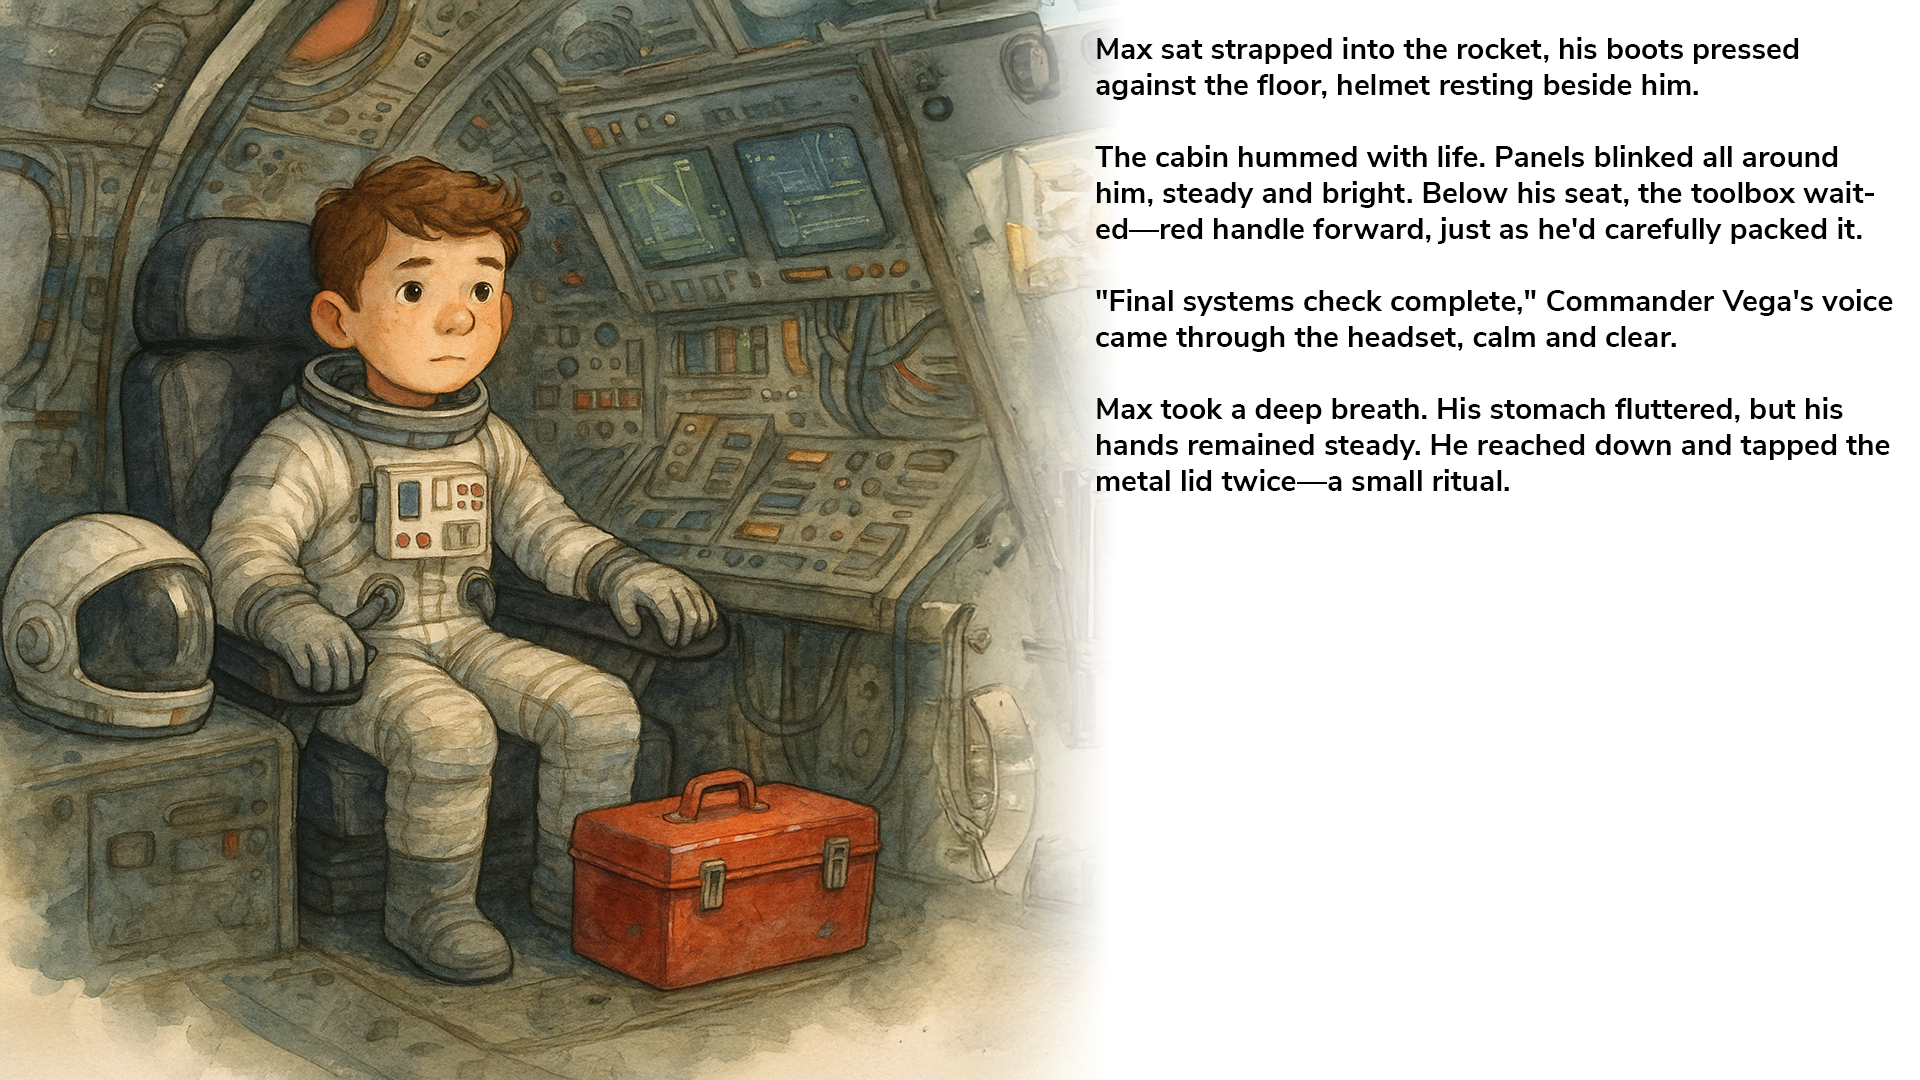 Max sat strapped into the rocket, his boots pressed
against the floor, helmet resting beside him.
The cabin hummed with life. Panels blinked all around
him, steady and bright. Below his seat, the toolbox wait-
ed—red handle forward, just as he'd carefully packed it.
"Final systems check complete," Commander Vega's voice
came through the headset, calm and clear.
Max took a deep breath. His stomach fluttered, but his
hands remained steady. He reached down and tapped the
metal lid twice—a small ritual.